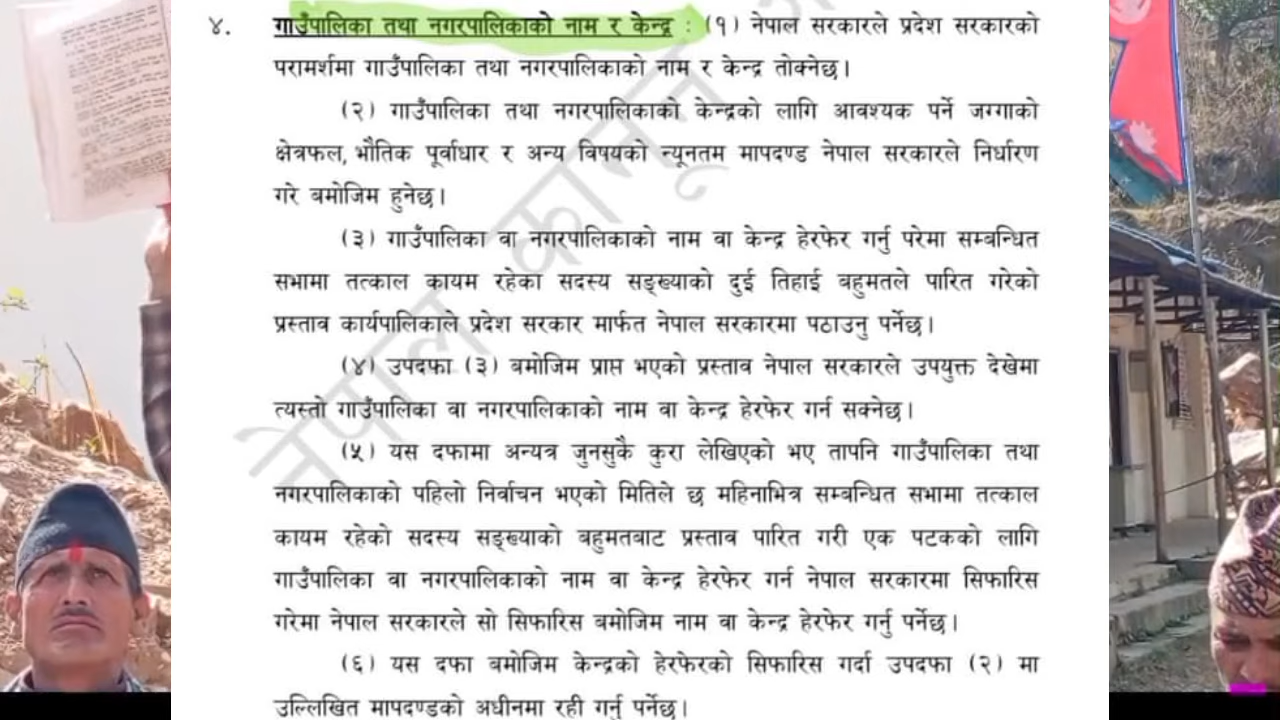 ४. गाउँपालिका तथा नगरपालिकाको नाम र केन्द्र : (१) नेपाल सरकारले प्रदेश सरकारको
परामर्शमा गाउँपालिका तथा नगरपालिकाको नाम र केन्द्र तोक्नेछ।
(२) गाउँपालिका तथा नगरपालिकाको केन्द्रको लागि आवश्यक पर्ने जग्गाको
क्षेत्रफल, भौतिक पूर्वाधार र अन्य विषयको न्यूनतम मापदण्ड नेपाल सरकारले निर्धारण
गरे बमोजिम हुनेछ।
(३) गाउँपालिका वा नगरपालिकाको नाम वा केन्द्र हेरफेर गर्नु परेमा सम्बन्धित
सभामा तत्काल कायम रहेका सदस्य सङ्ख्याको दुई तिहाई बहुमतले पारित गरेको
प्रस्ताव कार्यपालिकाले प्रदेश सरकार मार्फत नेपाल सरकारमा पठाउनु पर्नेछ।
(४) उपदफा (३) बमोजिम प्राप्त भएको प्रस्ताव नेपाल सरकारले उपयुक्त देखेमा
त्यस्तो गाउँपालिका वा नगरपालिकाको नाम वा केन्द्र हेरफेर गर्न सक्नेछ।
(५) यस दफामा अन्यत्र जुनसुकै कुरा लेखिएको भए तापनि गाउँपालिका तथा
नगरपालिकाको पहिलो निर्वाचन भएको मितिले छ महिनाभित्र सम्बन्धित सभामा तत्काल
कायम रहेको सदस्य सङ्ख्याको बहुमतबाट प्रस्ताव पारित गरी एक पटकको लागि
गाउँपालिका वा नगरपालिकाको नाम वा केन्द्र हेरफेर गर्न नेपाल सरकारमा सिफारिस
गरेमा नेपाल सरकारले सो सिफारिस बमोजिम नाम वा केन्द्र हेरफेर गर्नु पर्नेछ।
(६) यस दफा बमोजिम केन्द्रको हेरफेरको सिफारिस गर्दा उपदफा (२) मा
उल्लिखित मापदण्डको अधीनमा रही गर्नु पर्नेछ।
नेपाल कानून